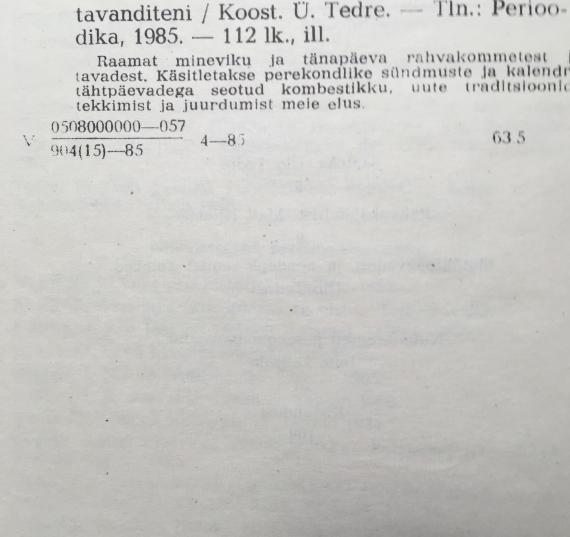 tavanditeni / Koost. Ü. Tedre. — Tln.: Perioo-
dika, 1985. — 112 lk., ill.
Raamat mineviku ja tänapäeva rahvakommetest
tavadest. Käsitletakse perekondlike sündmuste ja kalendr
tähtpäevadega seotud kombestikku, uute traditsioonid
tekkimist ja juurdumist meie elus.
V 0508000000—057
904(15)—85 4—85 63.5